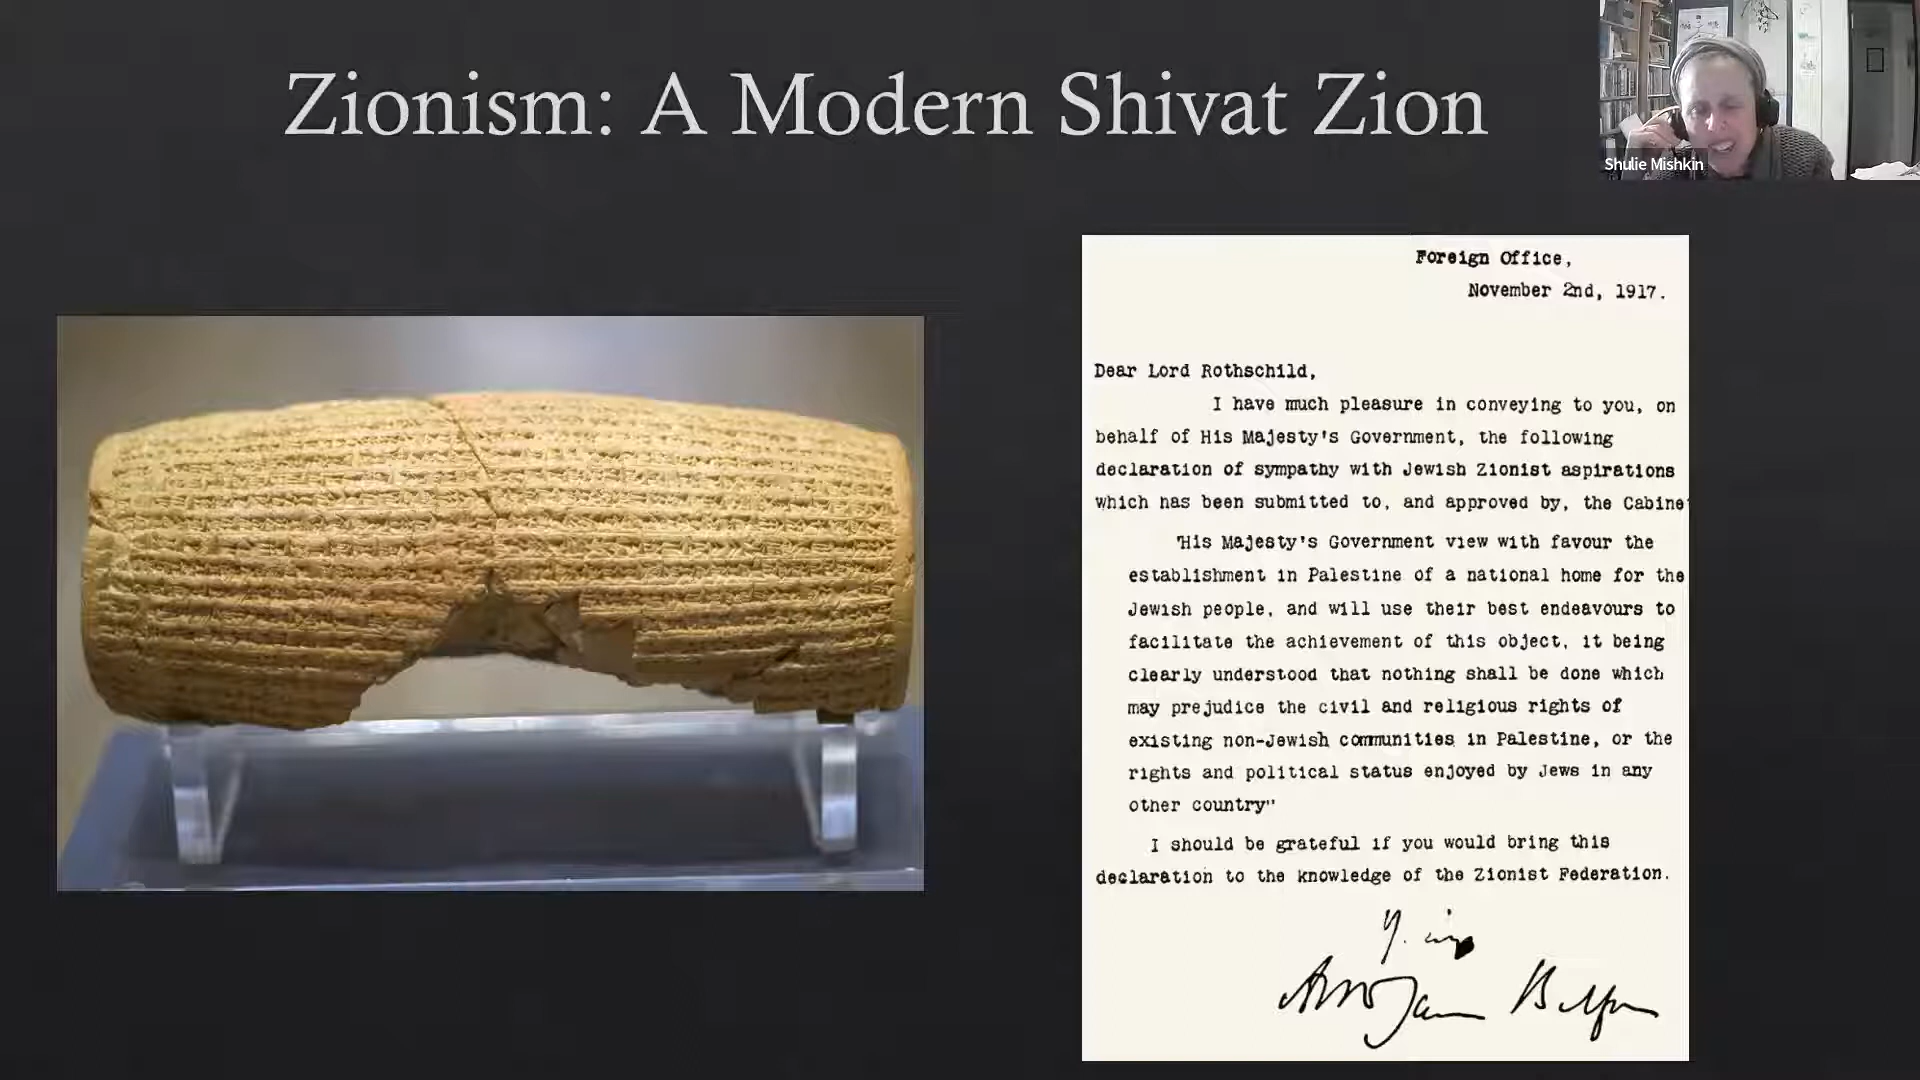 Zionism: A Modern Shivat Zion
Shulie Mishkin
Foreign Office,
November 2nd, 1917.
Dear Lord Rothschild,
I have much pleasure in conveying to you, on
behalf of His Majesty's Government, the following
declaration of sympathy with Jewish Zionist aspirations
which has been submitted to, and approved by, the Cabine
"His Majesty's Government view with favour the
establishment in Palestine of a national home for the
Jewish people, and will use their best endeavours to
facilitate the achievement of this object, it being
clearly understood that nothing shall be done which
may prejudice the civil and religious rights of
existing non-Jewish communities in Palestine, or the
rights and political status enjoyed by Jews in any
other country"
I should be grateful if you would bring this
declaration to the knowledge of the Zionist Federation.